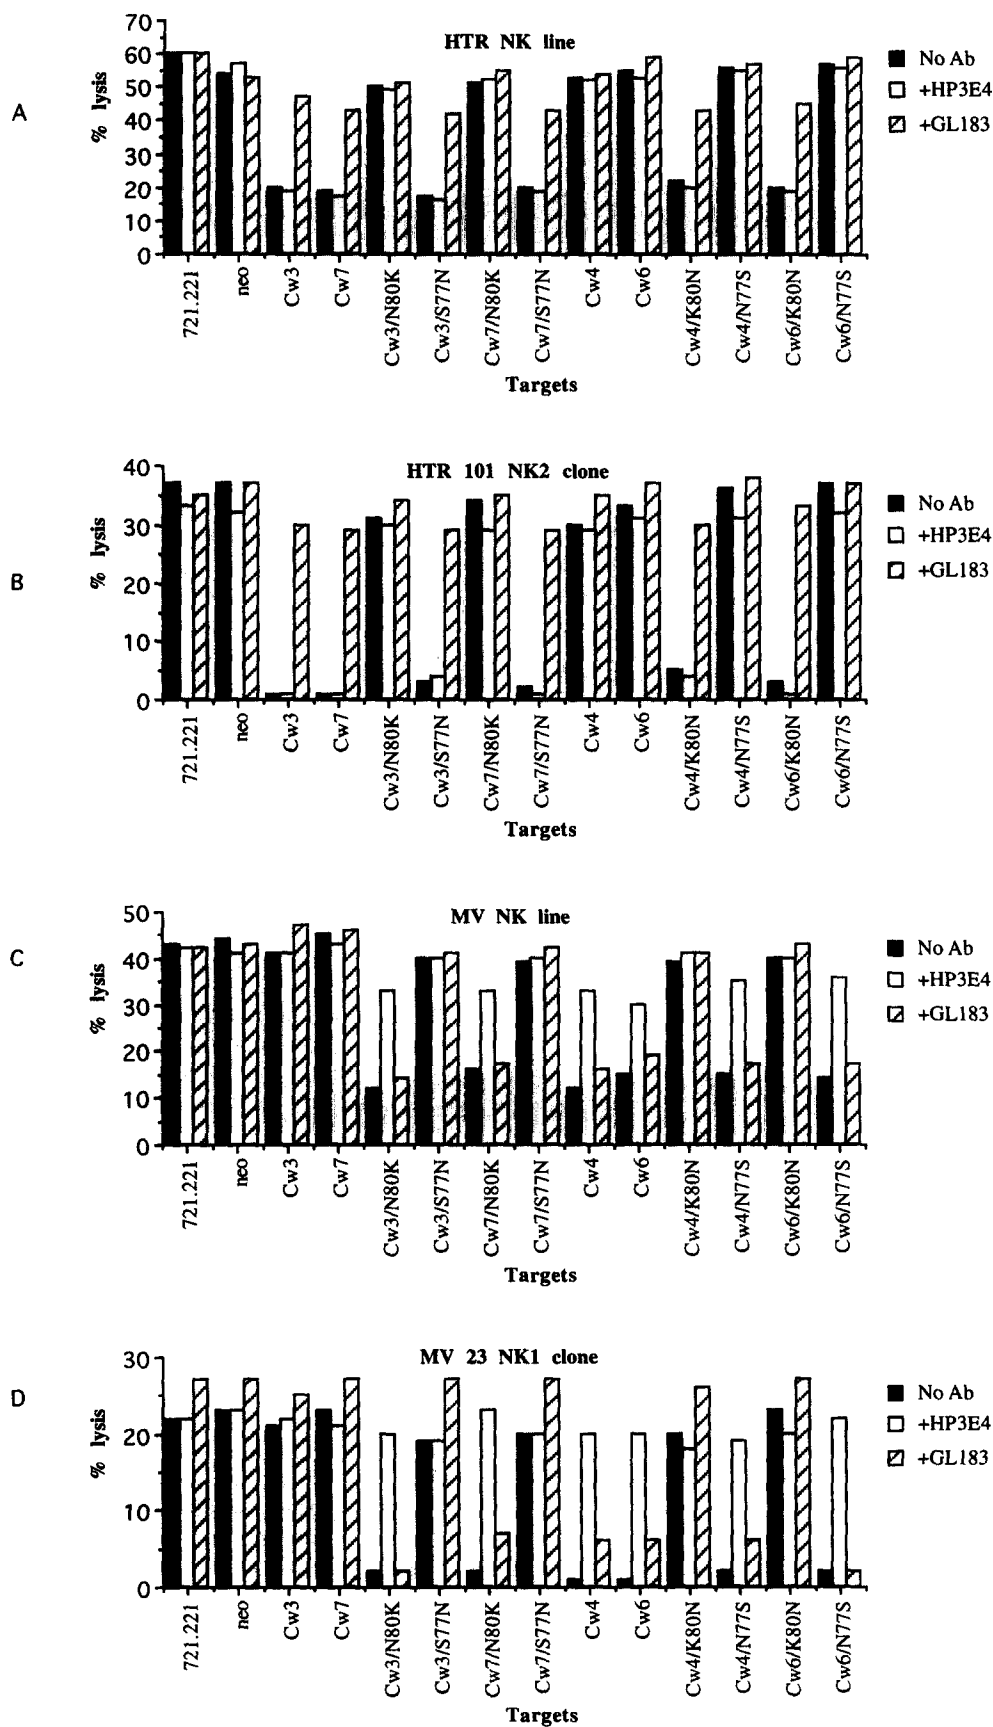 A
HTR NK line
% lysis
70
60
50
40
30
20
10
0
No Ab
+HP3E4
+GL183
721.221
neo
Cw3
Cw7
Cw3/N80K
Cw3/S77N
Cw7/N80K
Cw7/S77N
Cw4
Cw6
Cw4/K80N
Cw4/N77S
Cw6/K80N
Cw6/N77S
Targets
B
HTR 101 NK2 clone
% lysis
40
30
20
10
0
No Ab
+HP3E4
+GL183
721.221
neo
Cw3
Cw7
Cw3/N80K
Cw3/S77N
Cw7/N80K
Cw7/S77N
Cw4
Cw6
Cw4/K80N
Cw4/N77S
Cw6/K80N
Cw6/N77S
Targets
C
MV NK line
% lysis
50
40
30
20
10
0
No Ab
+HP3E4
+GL183
721.221
neo
Cw3
Cw7
Cw3/N80K
Cw3/S77N
Cw7/N80K
Cw7/S77N
Cw4
Cw6
Cw4/K80N
Cw4/N77S
Cw6/K80N
Cw6/N77S
Targets
D
MV 23 NK1 clone
% lysis
30
20
10
0
No Ab
+HP3E4
+GL183
721.221
neo
Cw3
Cw7
Cw3/N80K
Cw3/S77N
Cw7/N80K
Cw7/S77N
Cw4
Cw6
Cw4/K80N
Cw4/N77S
Cw6/K80N
Cw6/N77S
Targets